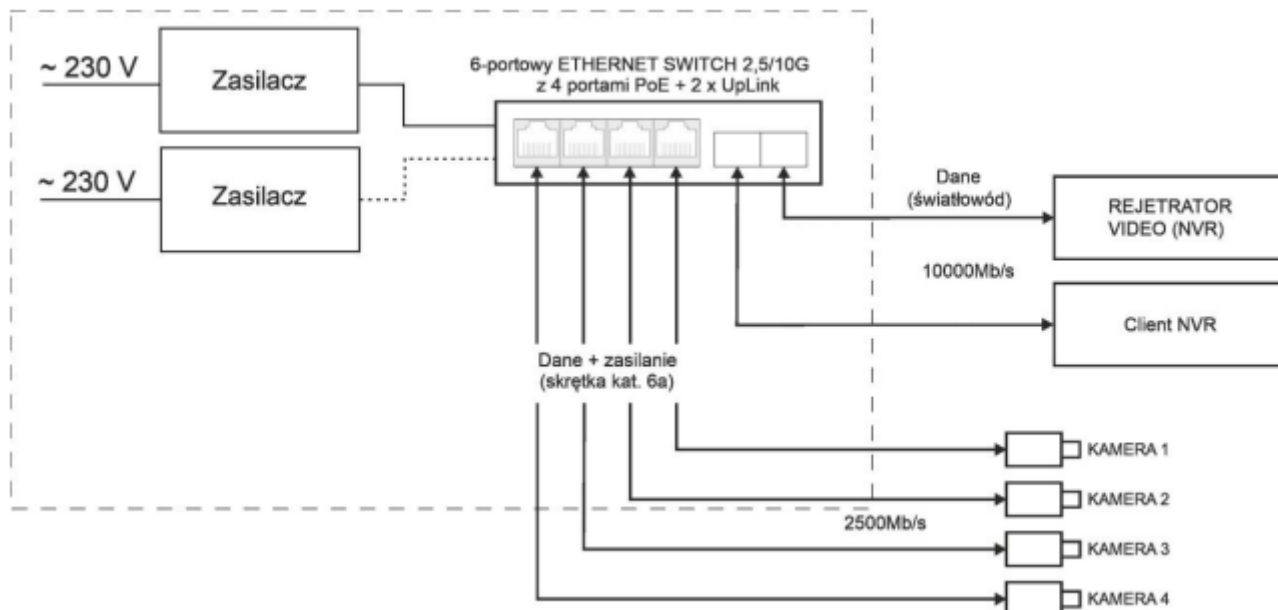 ~ 230 V
Zasilacz
~ 230 V
Zasilacz
6-portowy ETHERNET SWITCH 2,5/10G
z 4 portami PoE + 2 x UpLink
Dane
(światłowód)
REJETRATOR
VIDEO (NVR)
10000Mb/s
Client NVR
Dane + zasilanie
(skrętka kat. 6a)
KAMERA 1
KAMERA 2
2500Mb/s
KAMERA 3
KAMERA 4